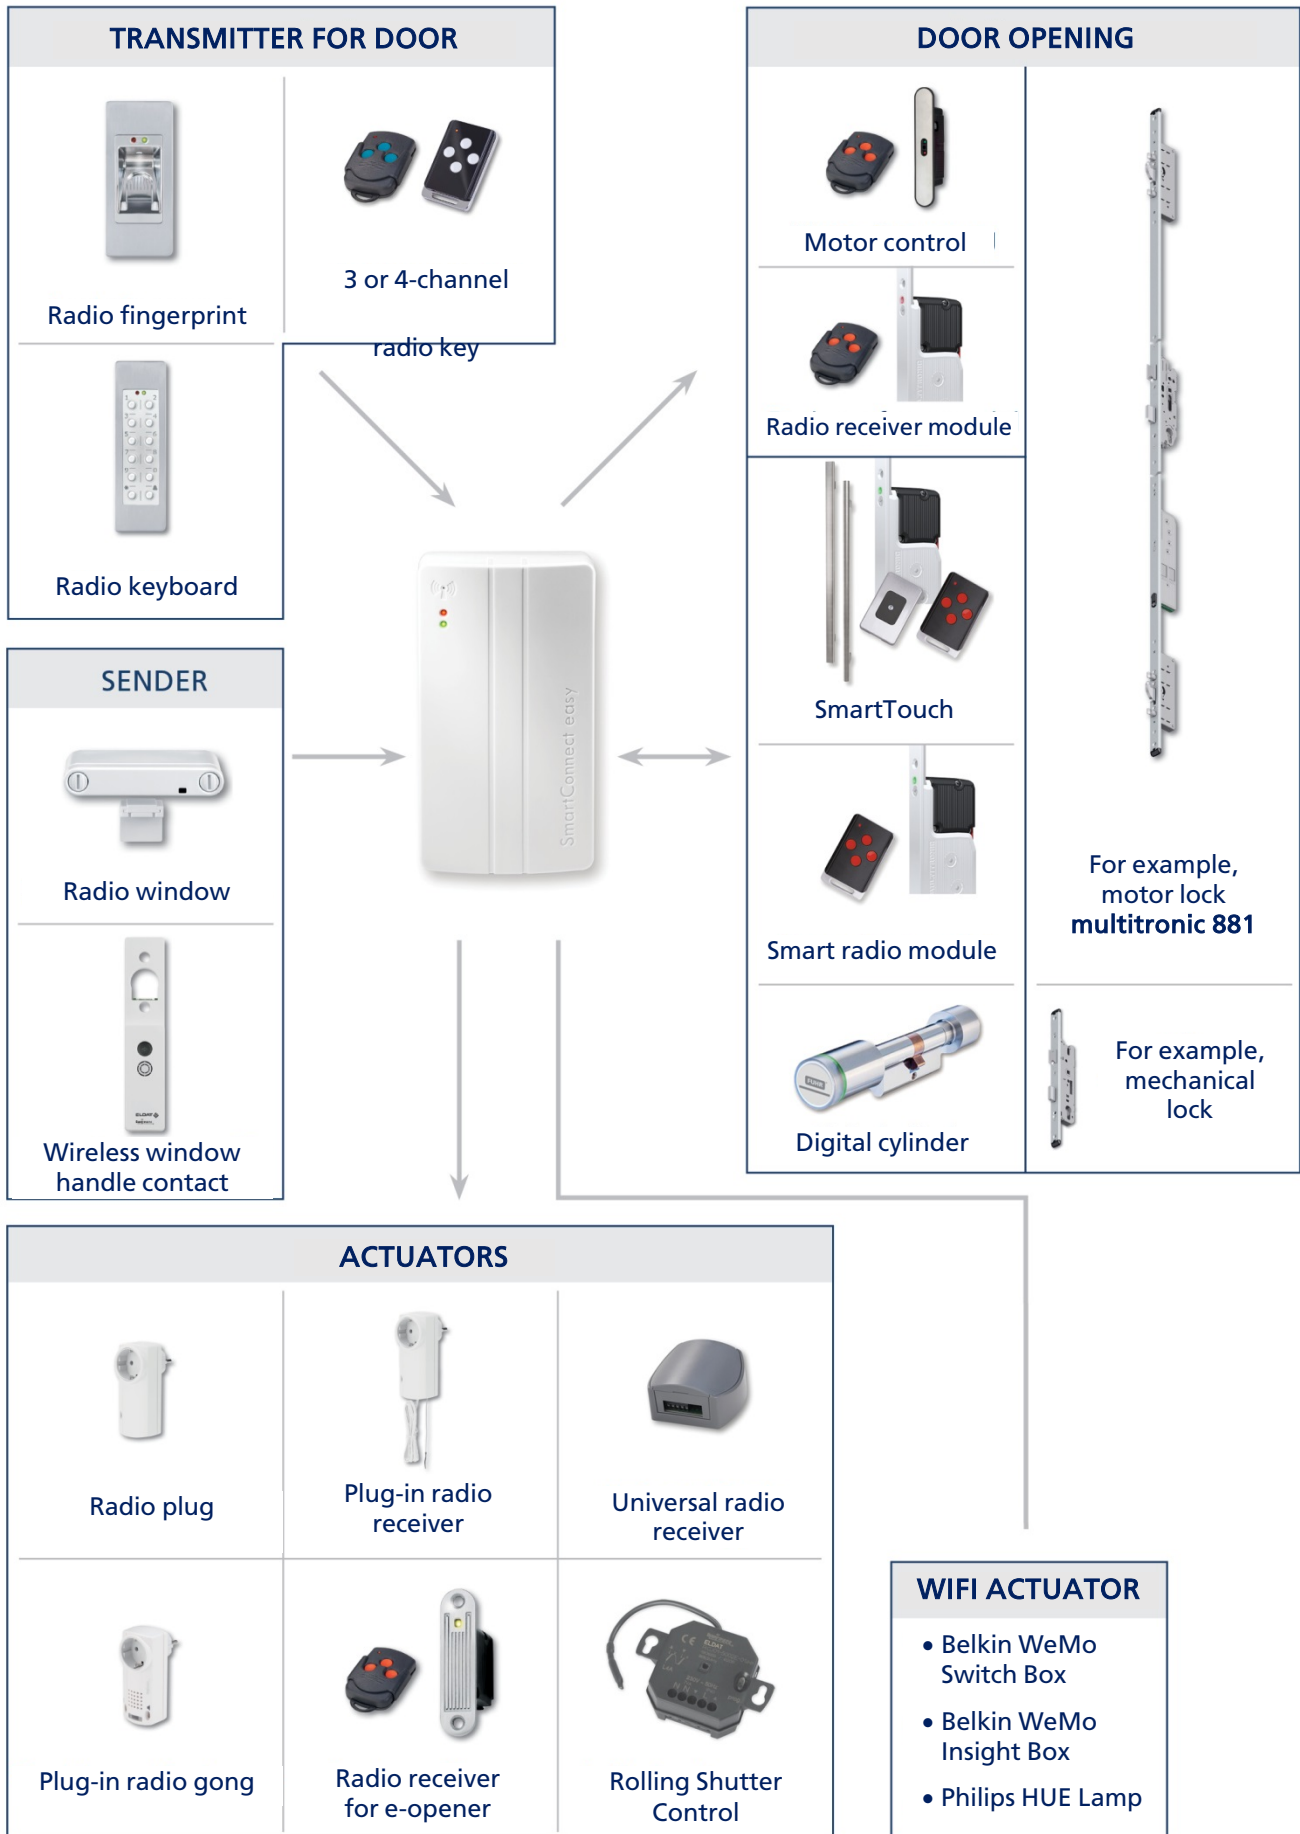 TRANSMITTER FOR DOOR
Radio fingerprint
3 or 4-channel
radio key
Radio keyboard
SENDER
Radio window
Wireless window
handle contact
SmartConnect easy
DOOR OPENING
Motor control
Radio receiver module
SmartTouch
Smart radio module
Digital cylinder
For example,
motor lock
multitronic 881
For example,
mechanical
lock
ACTUATORS
Radio plug
Plug-in radio
receiver
Universal radio
receiver
Plug-in radio gong
Radio receiver
for e-opener
Rolling Shutter
Control
WIFI ACTUATOR
• Belkin WeMo
Switch Box
• Belkin WeMo
Insight Box
• Philips HUE Lamp
ELDAT
ELDAT